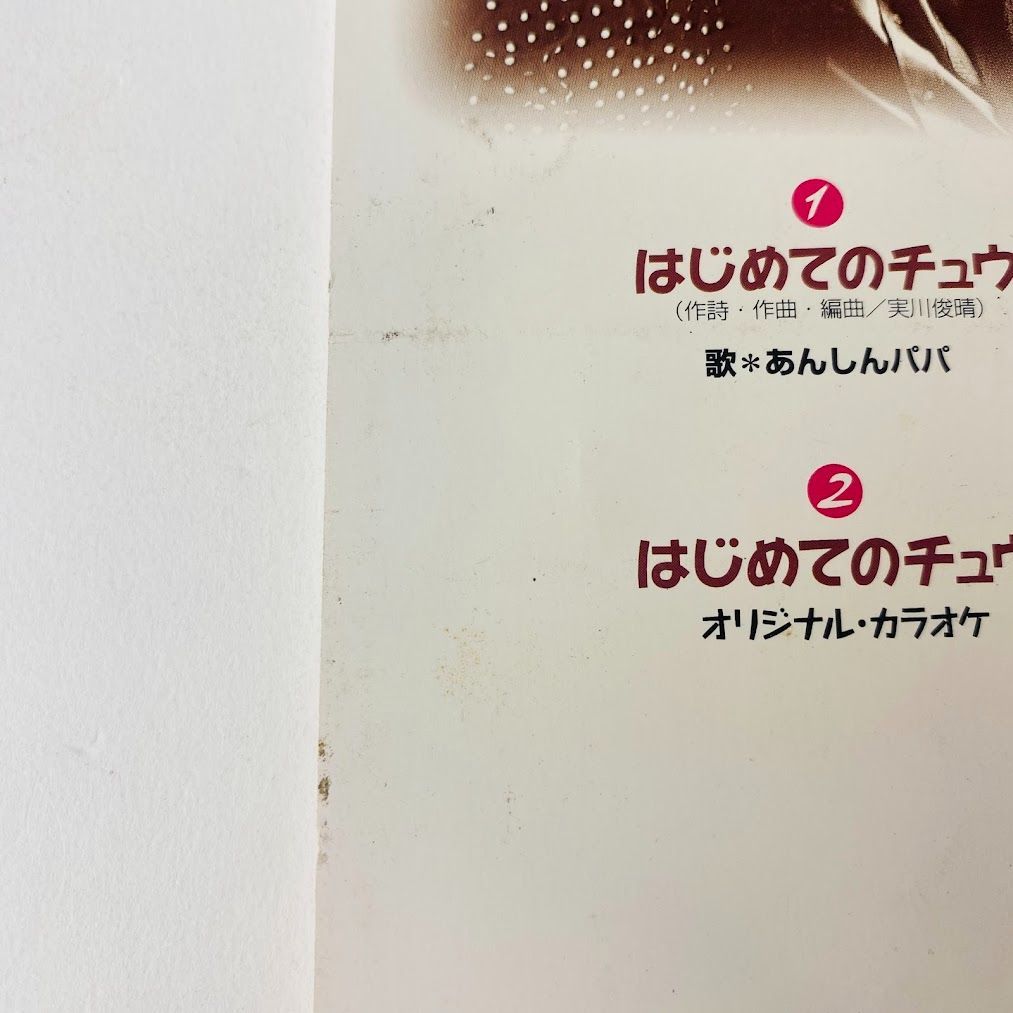 1
はじめてのチュウ
(作詩・作曲・編曲/実川俊晴)
歌*あんしんパパ
2
はじめてのチュウ
オリジナル・カラオケ